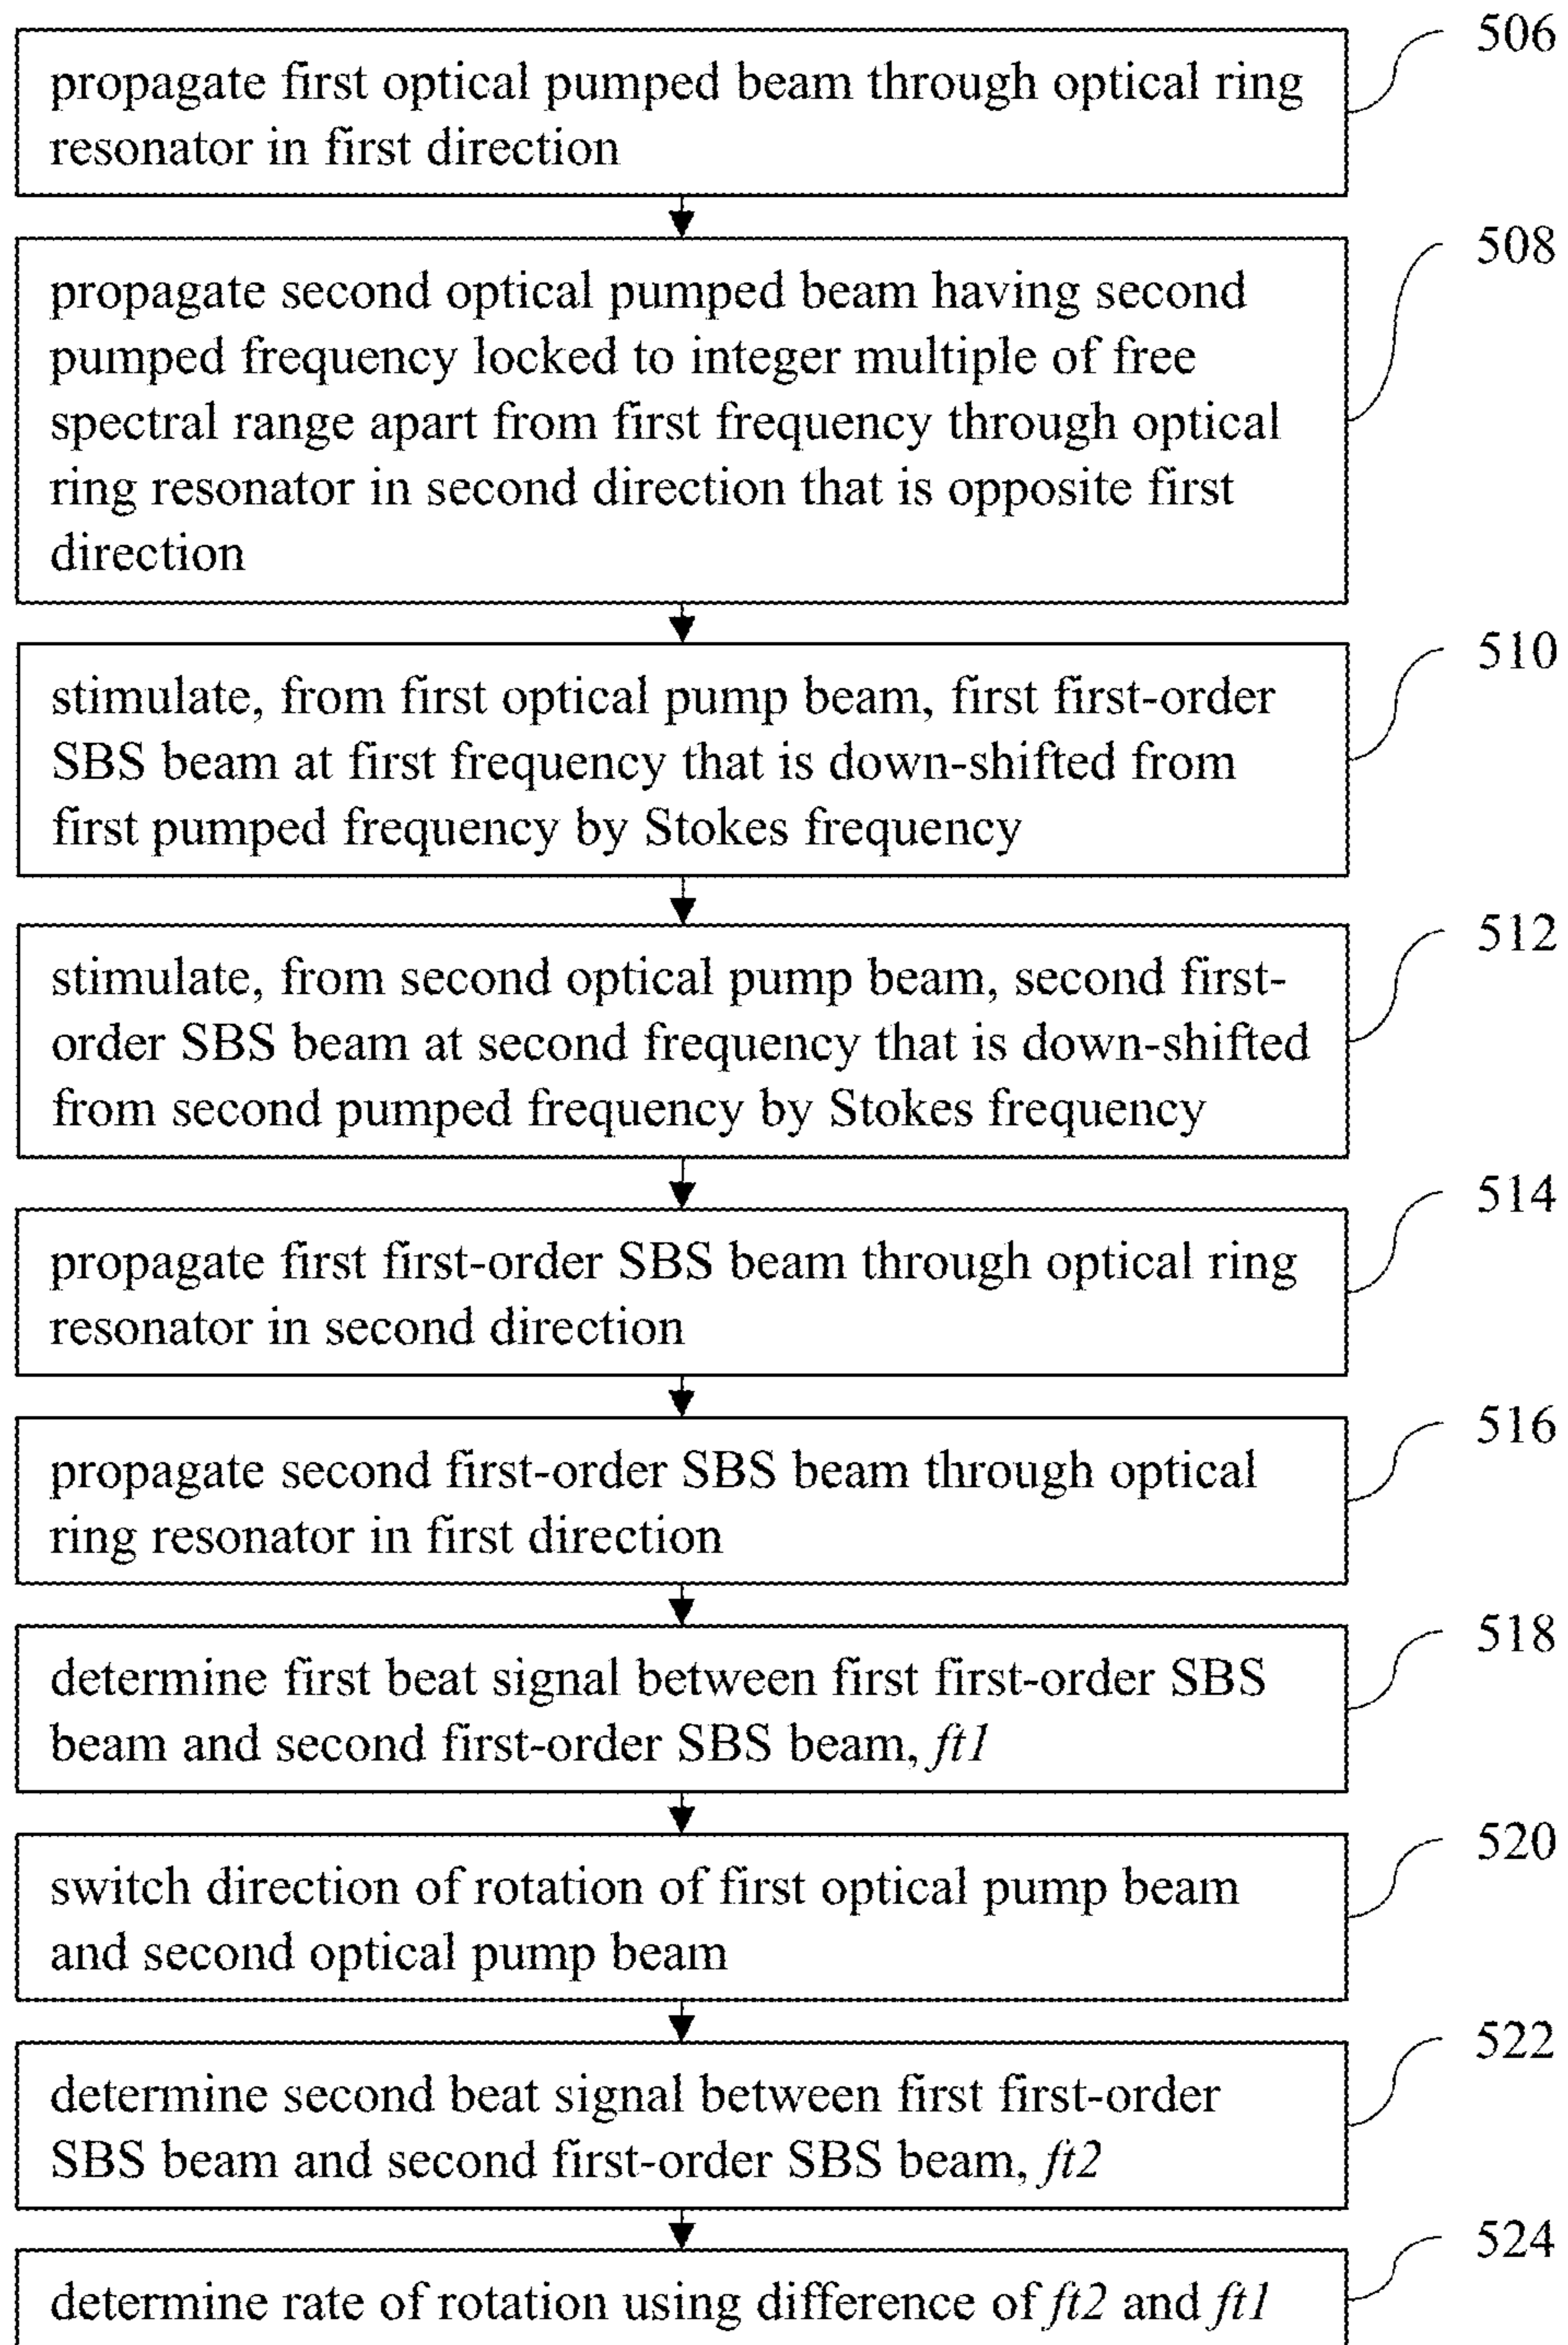 506
propagate first optical pumped beam through optical ring
resonator in first direction
508
propagate second optical pumped beam having second
pumped frequency locked to integer multiple of free
spectral range apart from first frequency through optical
ring resonator in second direction that is opposite first
direction
510
stimulate, from first optical pump beam, first first-order
SBS beam at first frequency that is down-shifted from
first pumped frequency by Stokes frequency
512
stimulate, from second optical pump beam, second first-
order SBS beam at second frequency that is down-shifted
from second pumped frequency by Stokes frequency
514
propagate first first-order SBS beam through optical ring
resonator in second direction
516
propagate second first-order SBS beam through optical
ring resonator in first direction
518
determine first beat signal between first first-order SBS
beam and second first-order SBS beam, ft1
520
switch direction of rotation of first optical pump beam
and second optical pump beam
522
determine second beat signal between first first-order
SBS beam and second first-order SBS beam, ft2
524
determine rate of rotation using difference of ft2 and ft1